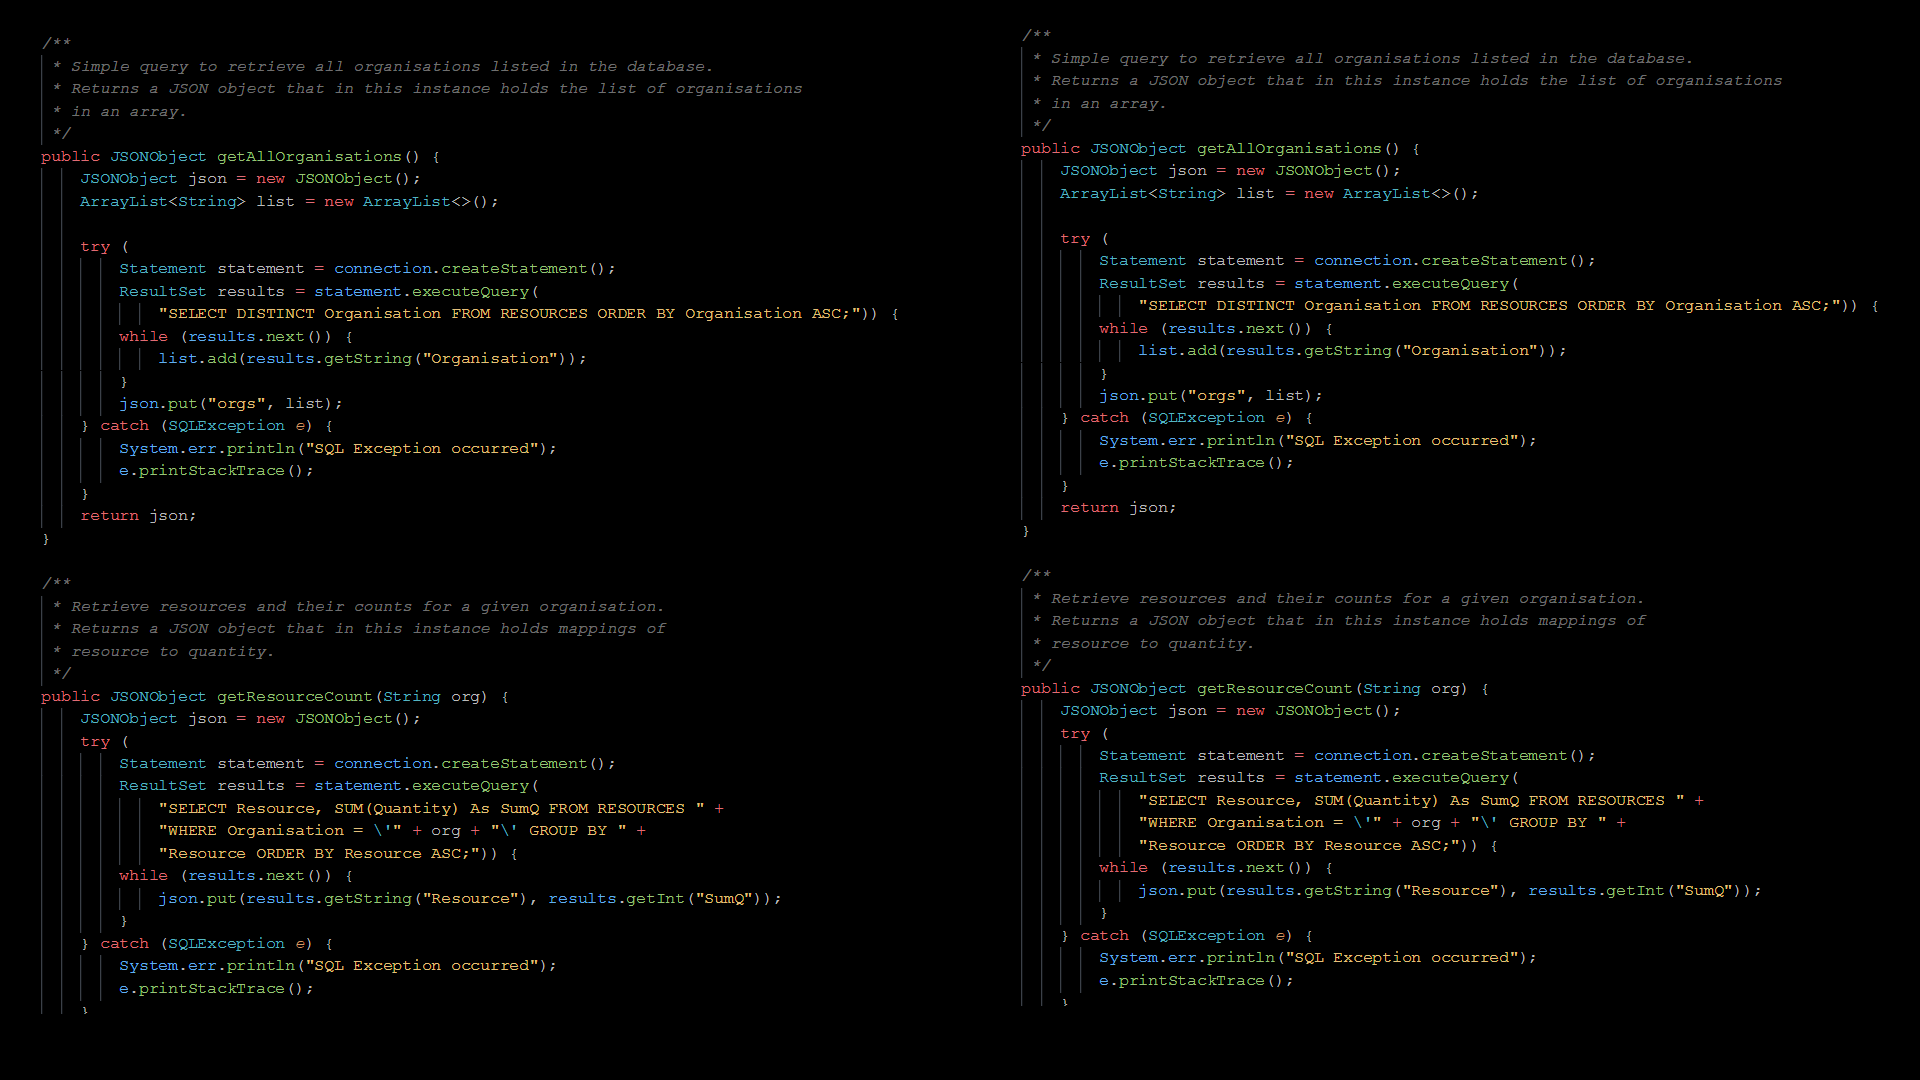 /**
 * Simple query to retrieve all organisations listed in the database.
 * Returns a JSON object that in this instance holds the list of organisations
 * in an array.
 */
public JSONObject getAllOrganisations() {
    JSONObject json = new JSONObject();
    ArrayList<String> list = new ArrayList<>();

    try (
        Statement statement = connection.createStatement();
        ResultSet results = statement.executeQuery(
            "SELECT DISTINCT Organisation FROM RESOURCES ORDER BY Organisation ASC;")) {
        while (results.next()) {
            list.add(results.getString("Organisation"));
        }
        json.put("orgs", list);
    } catch (SQLException e) {
        System.err.println("SQL Exception occurred");
        e.printStackTrace();
    }
    return json;
}

/**
 * Retrieve resources and their counts for a given organisation.
 * Returns a JSON object that in this instance holds mappings of
 * resource to quantity.
 */
public JSONObject getResourceCount(String org) {
    JSONObject json = new JSONObject();
    try (
        Statement statement = connection.createStatement();
        ResultSet results = statement.executeQuery(
            "SELECT Resource, SUM(Quantity) As SumQ FROM RESOURCES " +
            "WHERE Organisation = \'" + org + "\' GROUP BY " +
            "Resource ORDER BY Resource ASC;")) {
        while (results.next()) {
            json.put(results.getString("Resource"), results.getInt("SumQ"));
        }
    } catch (SQLException e) {
        System.err.println("SQL Exception occurred");
        e.printStackTrace();
    }

/**
 * Simple query to retrieve all organisations listed in the database.
 * Returns a JSON object that in this instance holds the list of organisations
 * in an array.
 */
public JSONObject getAllOrganisations() {
    JSONObject json = new JSONObject();
    ArrayList<String> list = new ArrayList<>();

    try (
        Statement statement = connection.createStatement();
        ResultSet results = statement.executeQuery(
            "SELECT DISTINCT Organisation FROM RESOURCES ORDER BY Organisation ASC;")) {
        while (results.next()) {
            list.add(results.getString("Organisation"));
        }
        json.put("orgs", list);
    } catch (SQLException e) {
        System.err.println("SQL Exception occurred");
        e.printStackTrace();
    }
    return json;
}

/**
 * Retrieve resources and their counts for a given organisation.
 * Returns a JSON object that in this instance holds mappings of
 * resource to quantity.
 */
public JSONObject getResourceCount(String org) {
    JSONObject json = new JSONObject();
    try (
        Statement statement = connection.createStatement();
        ResultSet results = statement.executeQuery(
            "SELECT Resource, SUM(Quantity) As SumQ FROM RESOURCES " +
            "WHERE Organisation = \'" + org + "\' GROUP BY " +
            "Resource ORDER BY Resource ASC;")) {
        while (results.next()) {
            json.put(results.getString("Resource"), results.getInt("SumQ"));
        }
    } catch (SQLException e) {
        System.err.println("SQL Exception occurred");
        e.printStackTrace();
    }